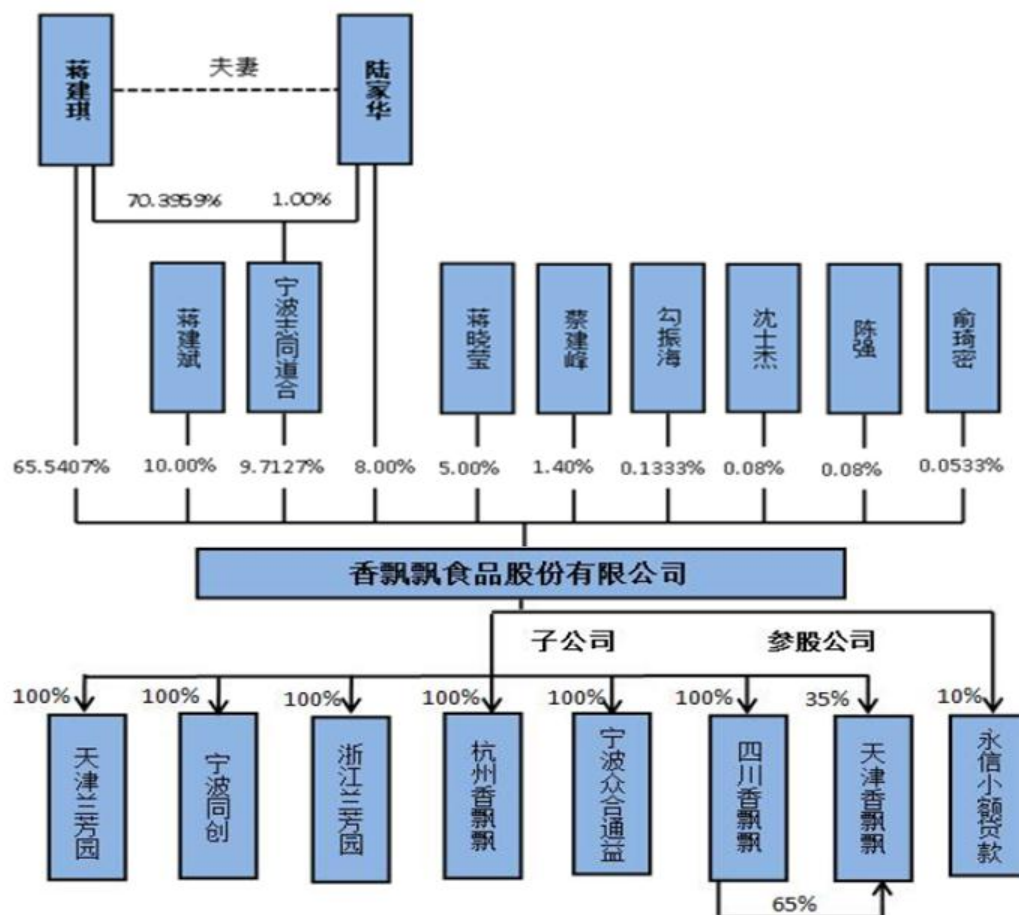 蒋建琪
夫妻
陆家华
70.3959%
1.00%
蒋建斌
宁波志同道合
蒋晓莹
蔡建峰
勾振海
沈士杰
陈强
俞琦密
65.5407%
10.00%
9.7127%
8.00%
5.00%
1.40%
0.1333%
0.08%
0.08%
0.0533%
香飘飘食品股份有限公司
子公司
参股公司
100%
100%
100%
100%
100%
100%
35%
10%
天津兰芳园
宁波同创
浙江兰芳园
杭州香飘飘
宁波众合通益
四川香飘飘
天津香飘飘
永信小额贷款
65%